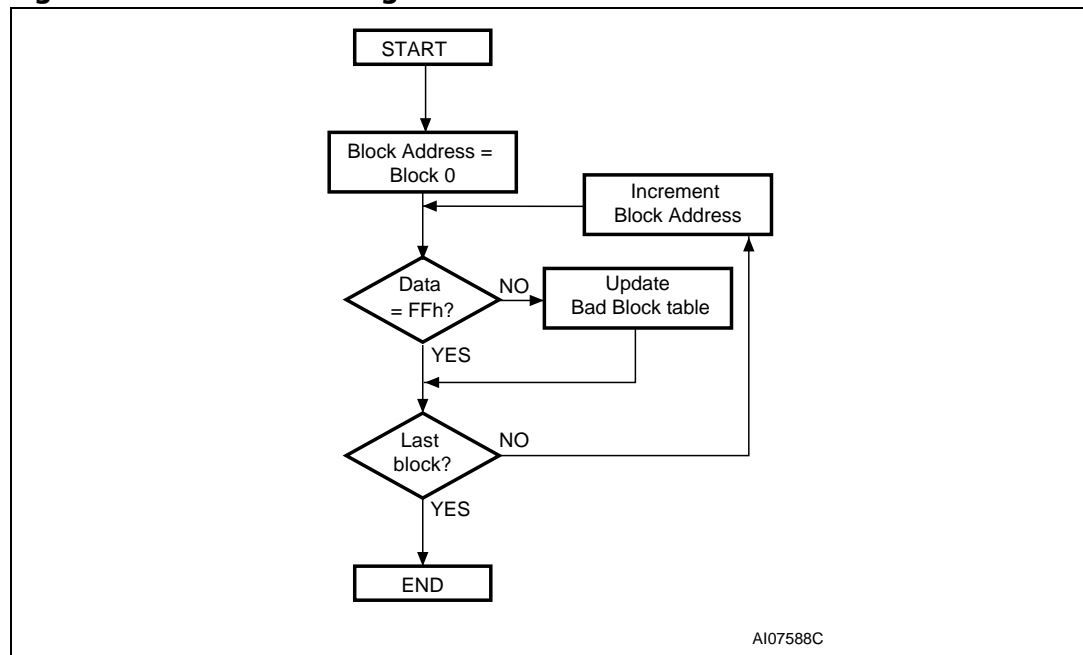 START
Block Address =
Block 0
Increment
Block Address
Data
= FFh?
NO
Update
Bad Block table
YES
Last
block?
NO
YES
END
AI07588C